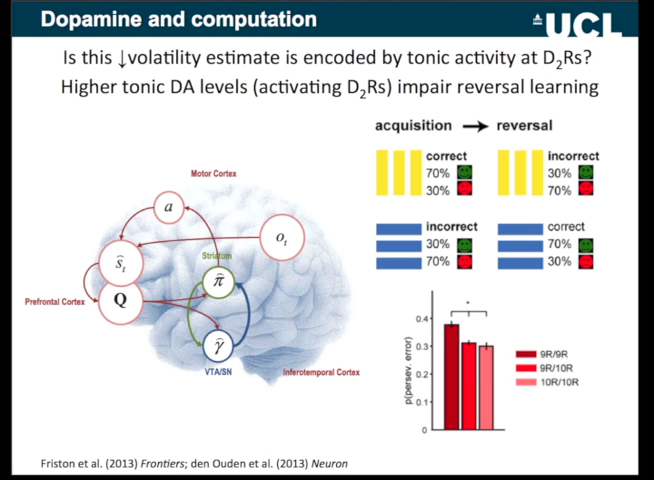 Dopamine and computation
UCL
Is this ↓volatility estimate is encoded by tonic activity at D₂Rs?
Higher tonic DA levels (activating D₂Rs) impair reversal learning
acquisition → reversal
correct
70%
30%
incorrect
30%
70%
incorrect
30%
70%
correct
70%
30%
Motor Cortex
a
oₜ
ŝₜ
Striatum
π̂
Prefrontal Cortex
Q
γ̂
VTA/SN
Inferotemporal Cortex
*
p(persev. error)
0.4
0.3
0.2
0.1
0
9R/9R
9R/10R
10R/10R
Friston et al. (2013) Frontiers; den Ouden et al. (2013) Neuron